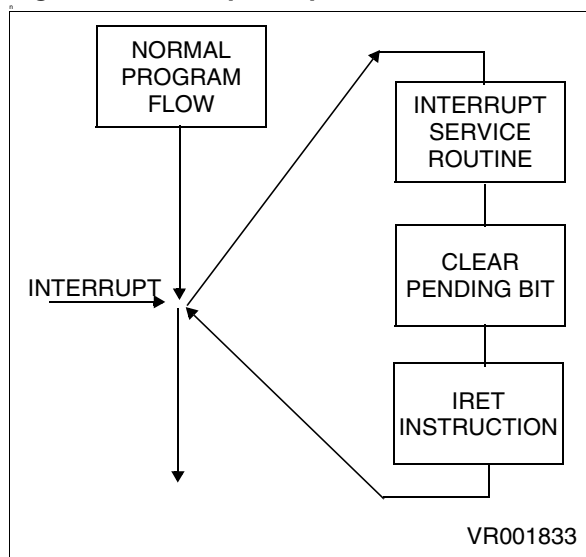 NORMAL
PROGRAM
FLOW
INTERRUPT
SERVICE
ROUTINE
INTERRUPT
CLEAR
PENDING BIT
IRET
INSTRUCTION
VR001833